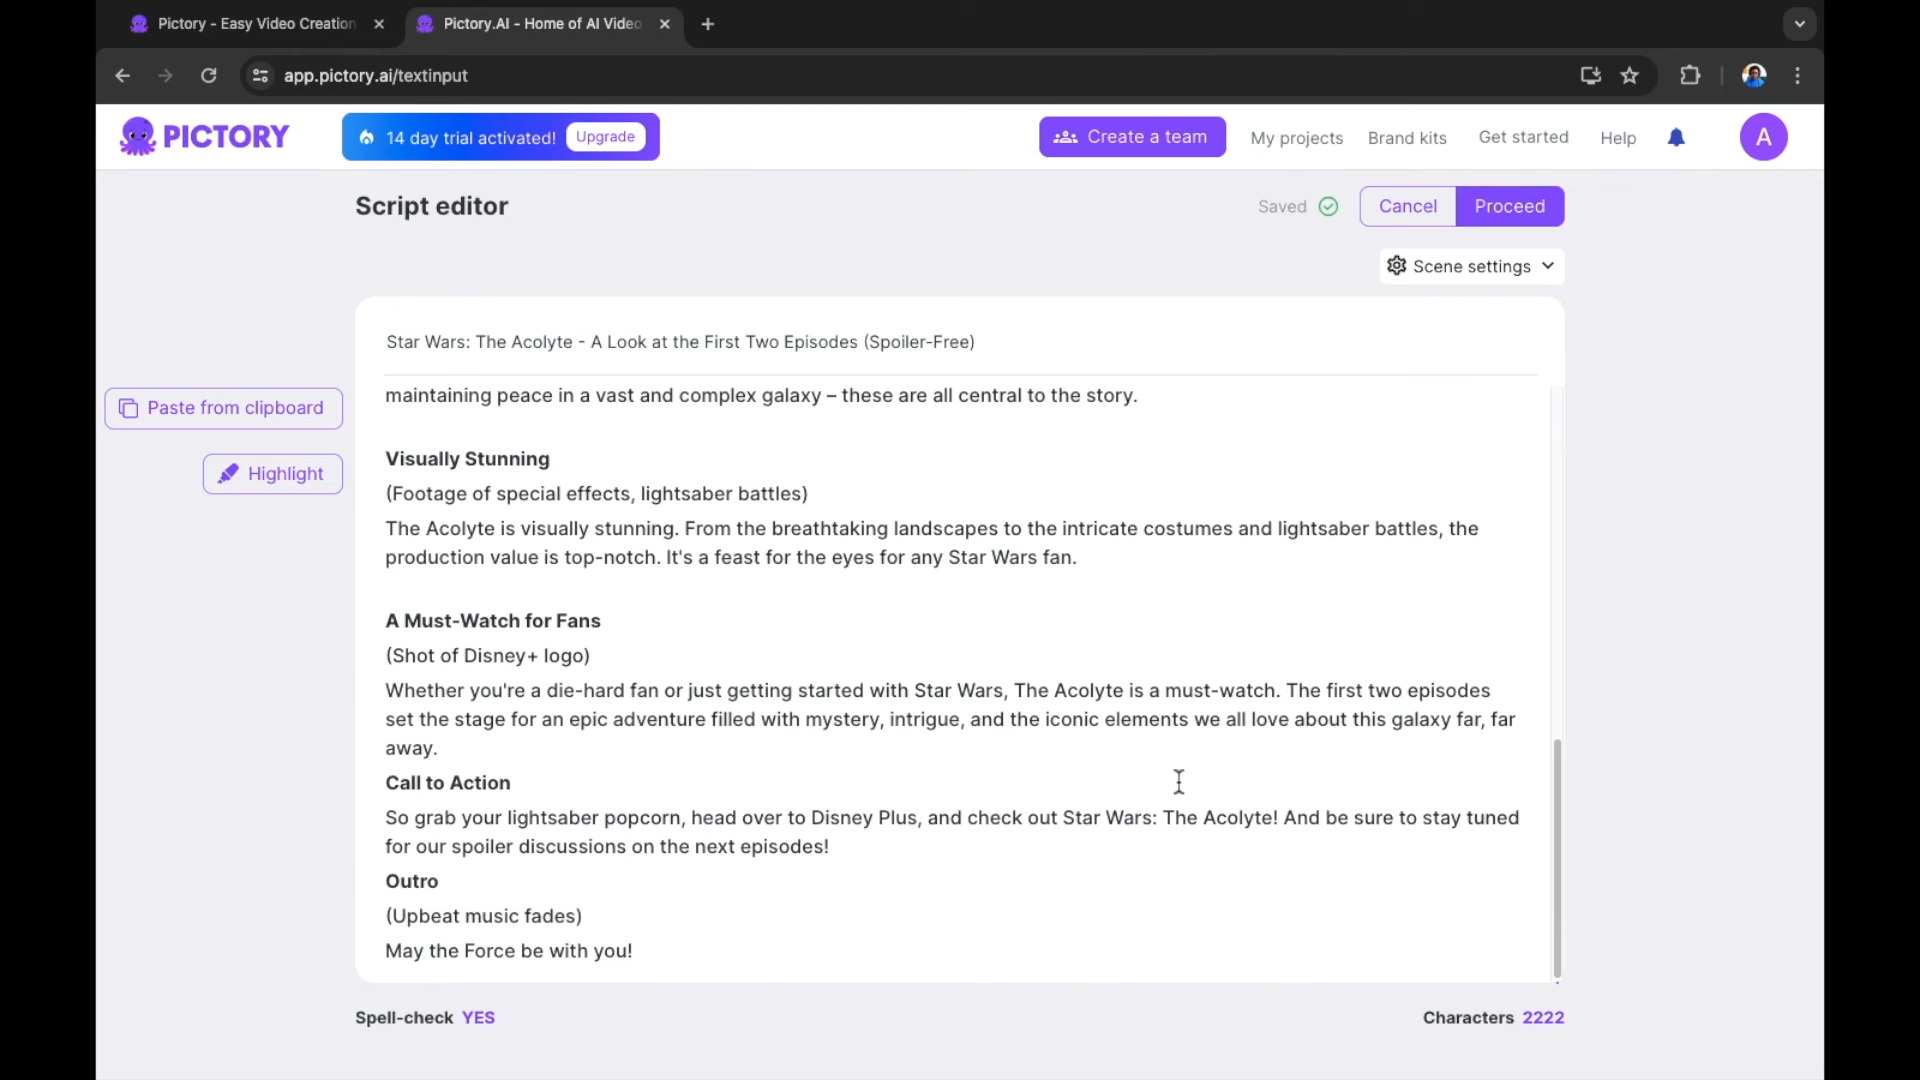 Pictory - Easy Video Creation
Pictory.AI - Home of AI Video
app.pictory.ai/textinput
PICTORY
14 day trial activated!
Upgrade
Create a team
My projects
Brand kits
Get started
Help
A
Script editor
Saved
Cancel
Proceed
Scene settings
Star Wars: The Acolyte - A Look at the First Two Episodes (Spoiler-Free)
Paste from clipboard
Highlight
maintaining peace in a vast and complex galaxy – these are all central to the story.
Visually Stunning
(Footage of special effects, lightsaber battles)
The Acolyte is visually stunning. From the breathtaking landscapes to the intricate costumes and lightsaber battles, the
production value is top-notch. It's a feast for the eyes for any Star Wars fan.
A Must-Watch for Fans
(Shot of Disney+ logo)
Whether you're a die-hard fan or just getting started with Star Wars, The Acolyte is a must-watch. The first two episodes
set the stage for an epic adventure filled with mystery, intrigue, and the iconic elements we all love about this galaxy far, far
away.
Call to Action
So grab your lightsaber popcorn, head over to Disney Plus, and check out Star Wars: The Acolyte! And be sure to stay tuned
for our spoiler discussions on the next episodes!
Outro
(Upbeat music fades)
May the Force be with you!
Spell-check YES
Characters 2222